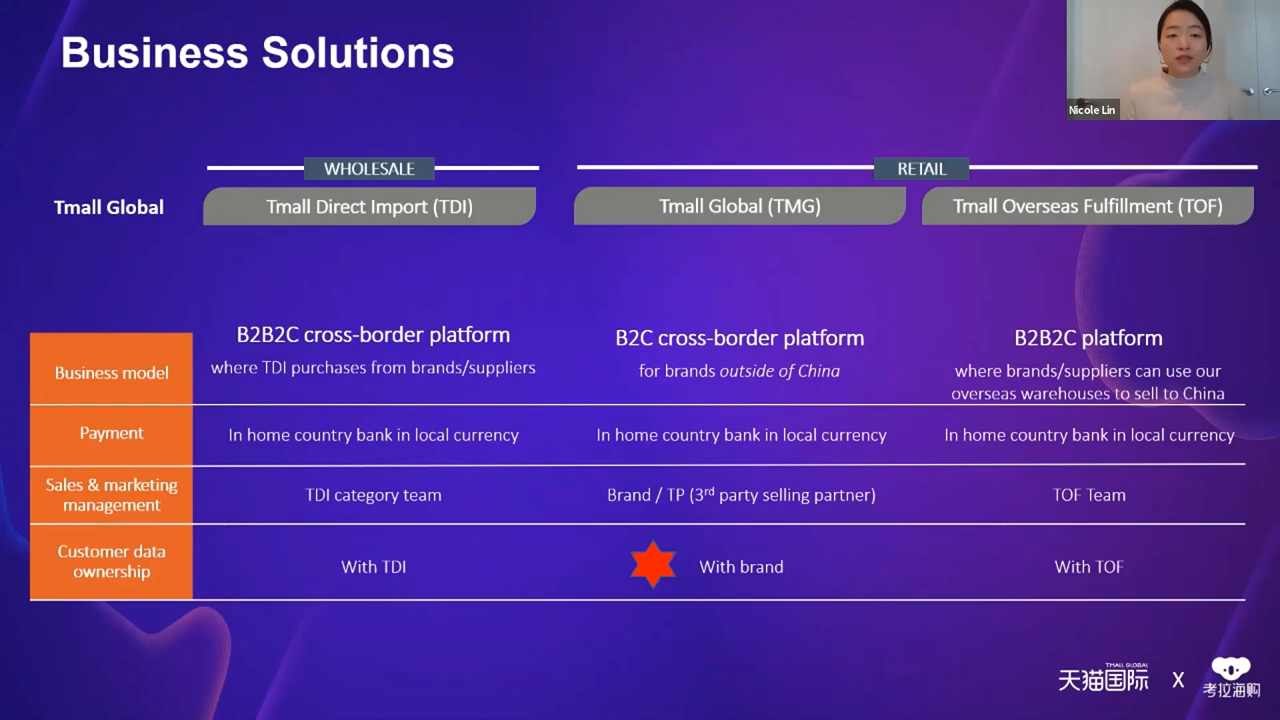 Business Solutions
Nicole Lin
WHOLESALE
RETAIL
Tmall Global
Tmall Direct Import (TDI)
Tmall Global (TMG)
Tmall Overseas Fulfillment (TOF)
Business model
B2B2C cross-border platform
where TDI purchases from brands/suppliers
B2C cross-border platform
for brands outside of China
B2B2C platform
where brands/suppliers can use our
overseas warehouses to sell to China
Payment
In home country bank in local currency
In home country bank in local currency
In home country bank in local currency
Sales & marketing
management
TDI category team
Brand / TP (3rd party selling partner)
TOF Team
Customer data
ownership
With TDI
With brand
With TOF
TMALL GLOBAL
天猫国际
X
考拉海购